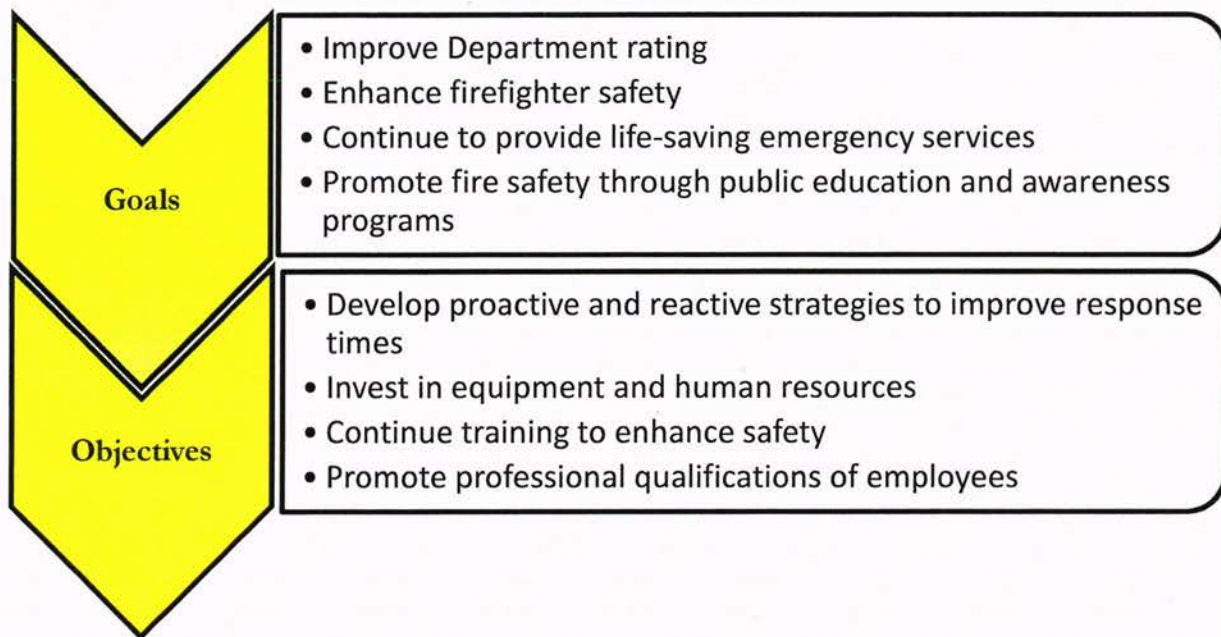 Goals
• Improve Department rating
• Enhance firefighter safety
• Continue to provide life-saving emergency services
• Promote fire safety through public education and awareness
programs
Objectives
• Develop proactive and reactive strategies to improve response
times
• Invest in equipment and human resources
• Continue training to enhance safety
• Promote professional qualifications of employees